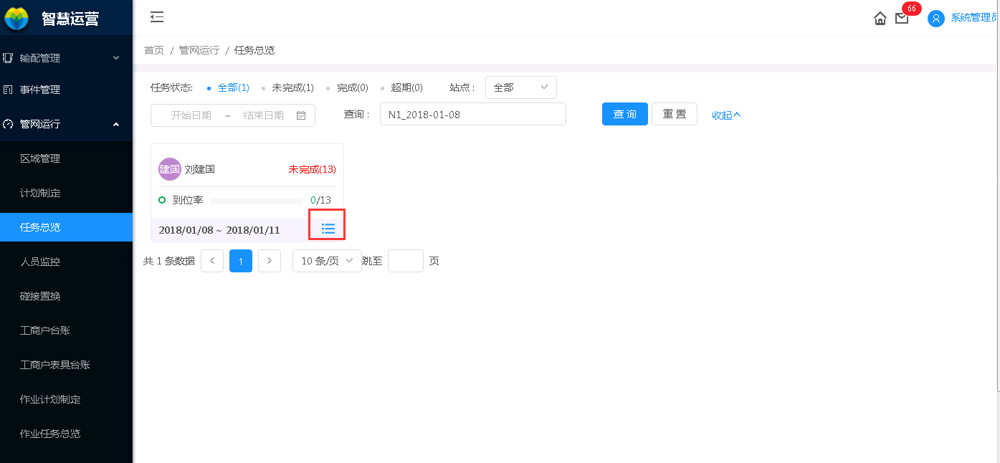 智慧运营
66
系统管理员
输配管理
事件管理
管网运行
区域管理
计划制定
任务总览
人员监控
碰接置换
工商户台账
工商户表具台账
作业计划制定
作业任务总览
首页 / 管网运行 / 任务总览
任务状态: 全部(1) 未完成(1) 完成(0) 超期(0) 站点: 全部
开始日期 ~ 结束日期 查询: N1_2018-01-08 查 询 重 置 收起
建国 刘建国 未完成(13)
到位率 0/13
2018/01/08 ~ 2018/01/11
共 1 条数据 < 1 > 10 条/页 跳至 页